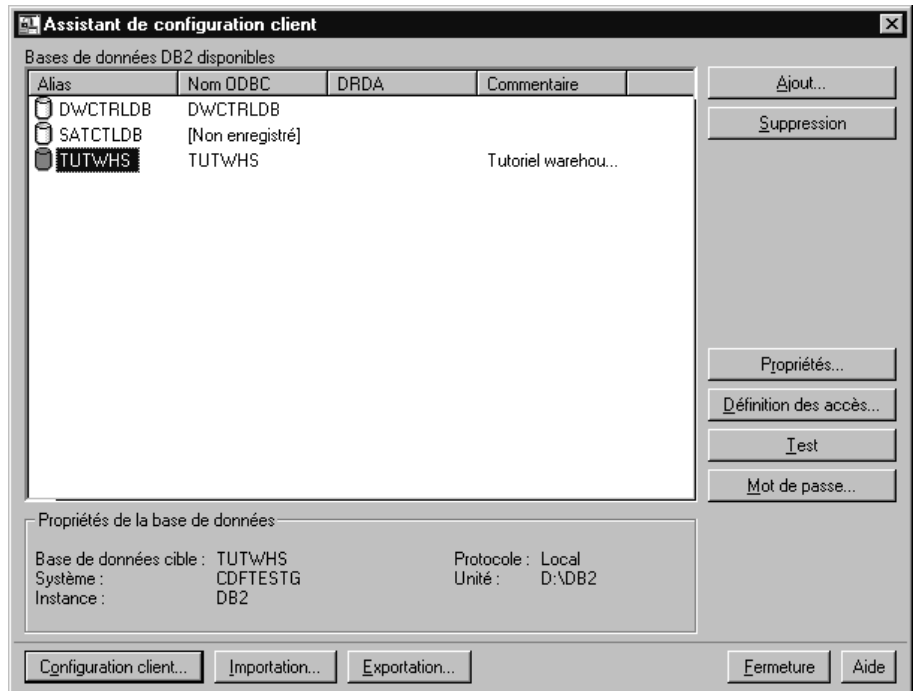 Assistant de configuration client
Bases de données DB2 disponibles
Alias Nom ODBC DRDA Commentaire
DWCTRLDB DWCTRLDB
SATCTLDB [Non enregistré]
TUTWHS TUTWHS Tutoriel warehou...
Ajout...
Suppression
Propriétés...
Définition des accès...
Test
Mot de passe...
Propriétés de la base de données
Base de données cible : TUTWHS Protocole : Local
Système : CDFTESTG Unité : D:\DB2
Instance : DB2
Configuration client... Importation... Exportation... Fermeture Aide